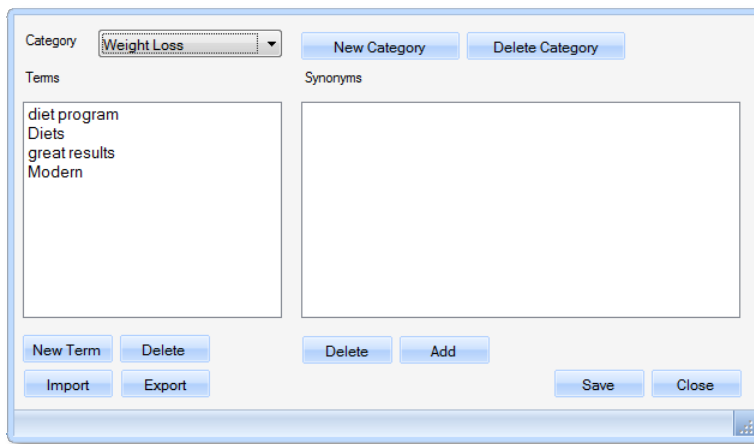 Category Weight Loss New Category Delete Category
Terms Synonyms
diet program
Diets
great results
Modern
New Term Delete Delete Add
Import Export Save Close